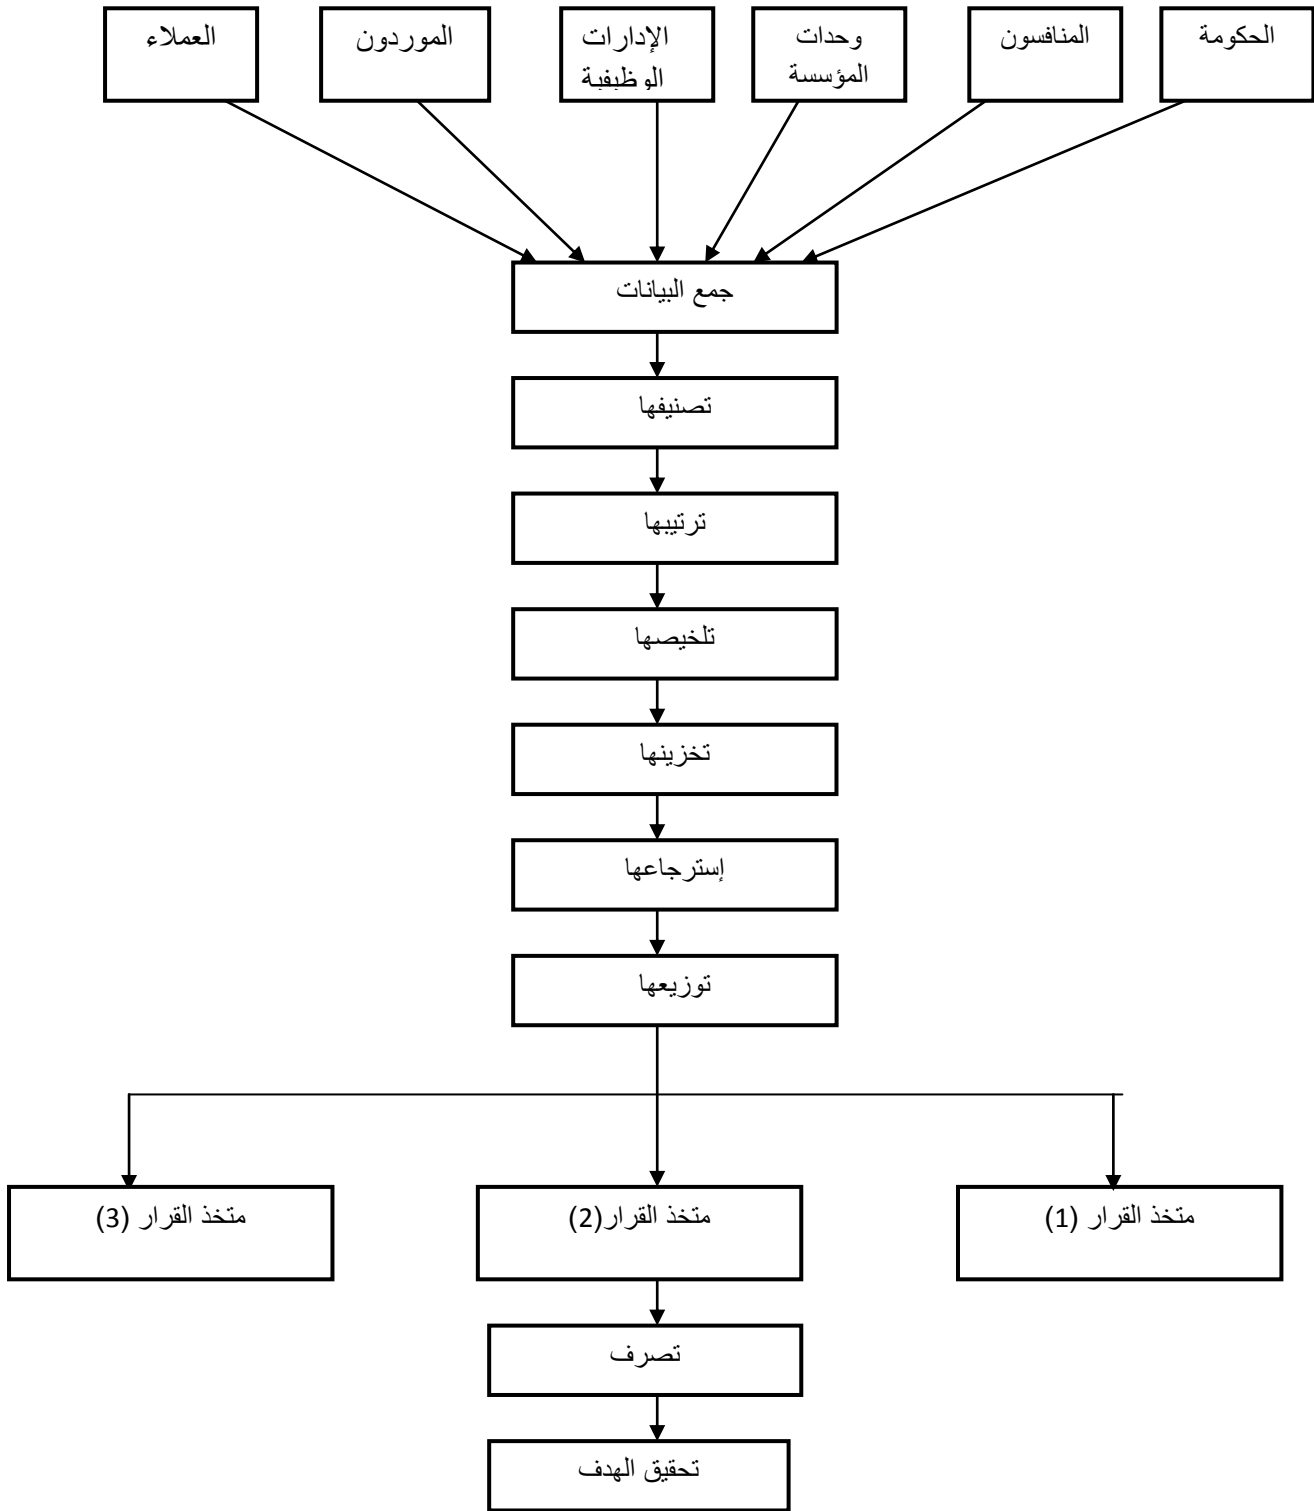 الحكومة
المنافسون
وحدات
المؤسسة
الإدارات
الوظيفية
الموردون
العملاء
جمع البيانات
تصنيفها
ترتيبها
تلخيصها
تخزينها
إسترجاعها
توزيعها
متخذ القرار (1)
متخذ القرار(2)
متخذ القرار (3)
تصرف
تحقيق الهدف